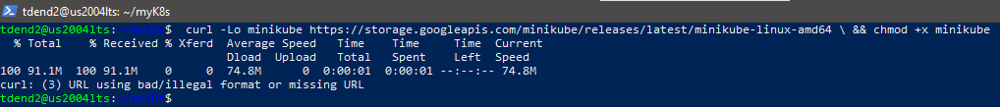 tdend2@us2004lts: ~/myK8s
tdend2@us2004lts:~/myK8s$ curl -Lo minikube https://storage.googleapis.com/minikube/releases/latest/minikube-linux-amd64 \ && chmod +x minikube
% Total % Received % Xferd Average Speed Time Time Time Current
Dload Upload Total Spent Left Speed
100 91.1M 100 91.1M 0 0 74.8M 0 0:00:01 0:00:01 --:--:-- 74.8M
curl: (3) URL using bad/illegal format or missing URL
tdend2@us2004lts:~/myK8s$